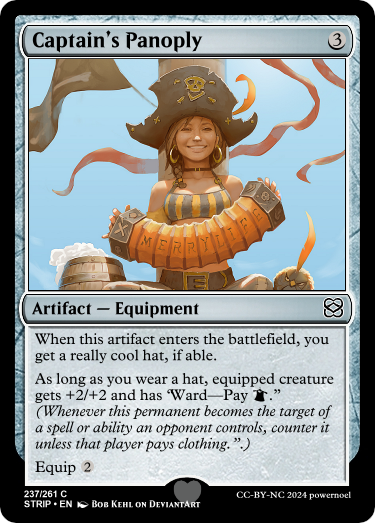 Captain's Panoply 3
MERRYLIFE
Artifact — Equipment
When this artifact enters the battlefield, you
get a really cool hat, if able.
As long as you wear a hat, equipped creature
gets +2/+2 and has “Ward—Pay .”
(Whenever this permanent becomes the target
of a spell or ability an opponent controls, counter it
unless that player pays clothing.”.)
Equip 2
237/261 C
STRIP • EN Bob Kehl on DeviantArt
CC-BY-NC 2024 powernoel